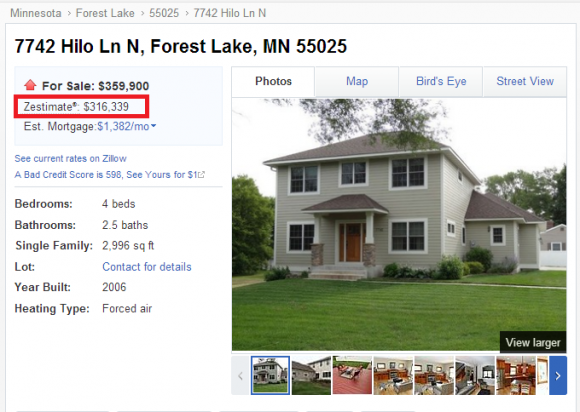 Minnesota > Forest Lake > 55025 > 7742 Hilo Ln N
7742 Hilo Ln N, Forest Lake, MN 55025
For Sale: $359,900
Zestimate®: $316,339
Est. Mortgage:$1,382/mo
See current rates on Zillow
A Bad Credit Score is 598, See Yours for $1
Bedrooms: 4 beds
Bathrooms: 2.5 baths
Single Family: 2,996 sq ft
Lot: Contact for details
Year Built: 2006
Heating Type: Forced air
Photos Map Bird's Eye Street View
View larger